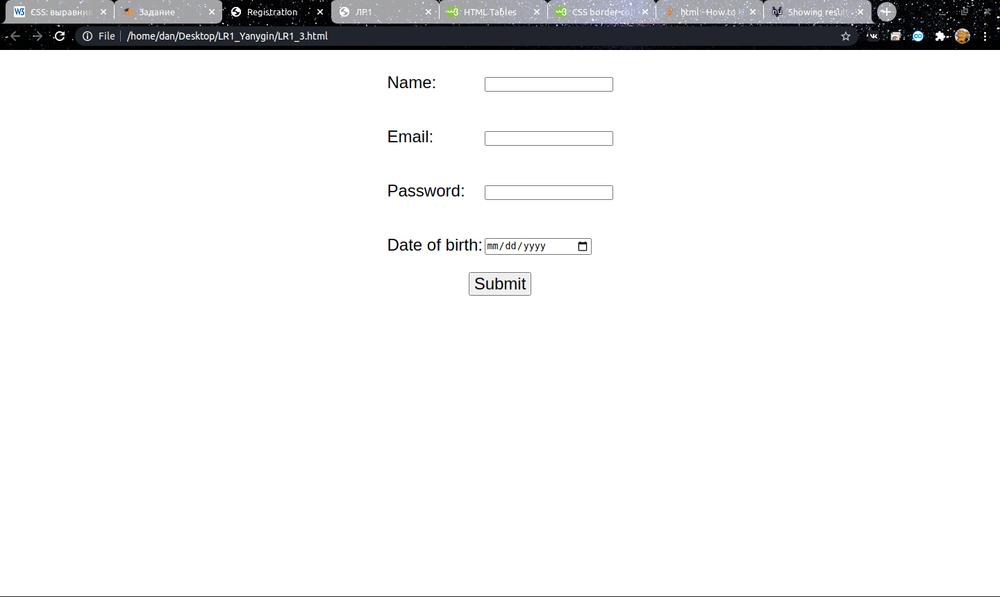 CSS: выравнив
Задание
Registration
ЛР1
HTML Tables
CSS border-col
html - How to
Showing result
File
/home/dan/Desktop/LR1_Yanygin/LR1_3.html
Name:
Email:
Password:
Date of birth: mm/dd/yyyy
Submit